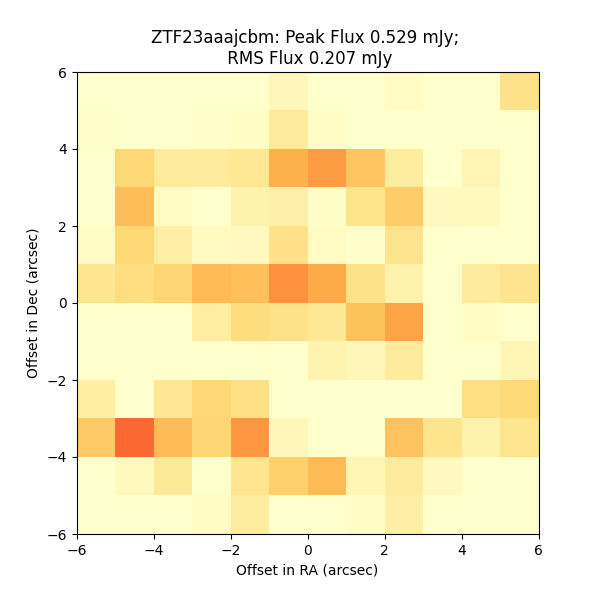 ZTF23aaajcbm: Peak Flux 0.529 mJy;
RMS Flux 0.207 mJy
6
4
2
0
−2
−4
−6
Offset in Dec (arcsec)
−6 −4 −2 0 2 4 6
Offset in RA (arcsec)